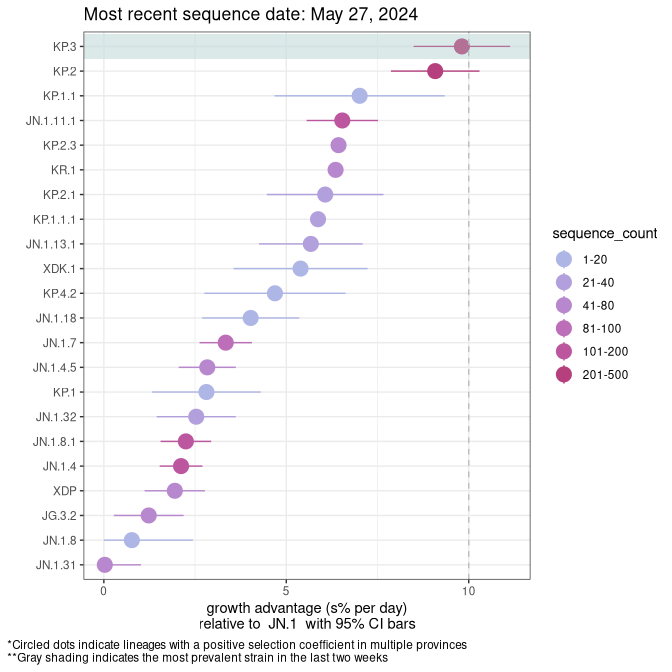 Most recent sequence date: May 27, 2024
KP.3
KP.2
KP.1.1
JN.1.11.1
KP.2.3
KR.1
KP.2.1
KP.1.1.1
JN.1.13.1
XDK.1
KP.4.2
JN.1.18
JN.1.7
JN.1.4.5
KP.1
JN.1.32
JN.1.8.1
JN.1.4
XDP
JG.3.2
JN.1.8
JN.1.31
0 5 10
growth advantage (s% per day)
relative to JN.1 with 95% CI bars
sequence_count
1-20
21-40
41-80
81-100
101-200
201-500
*Circled dots indicate lineages with a positive selection coefficient in multiple provinces
**Gray shading indicates the most prevalent strain in the last two weeks